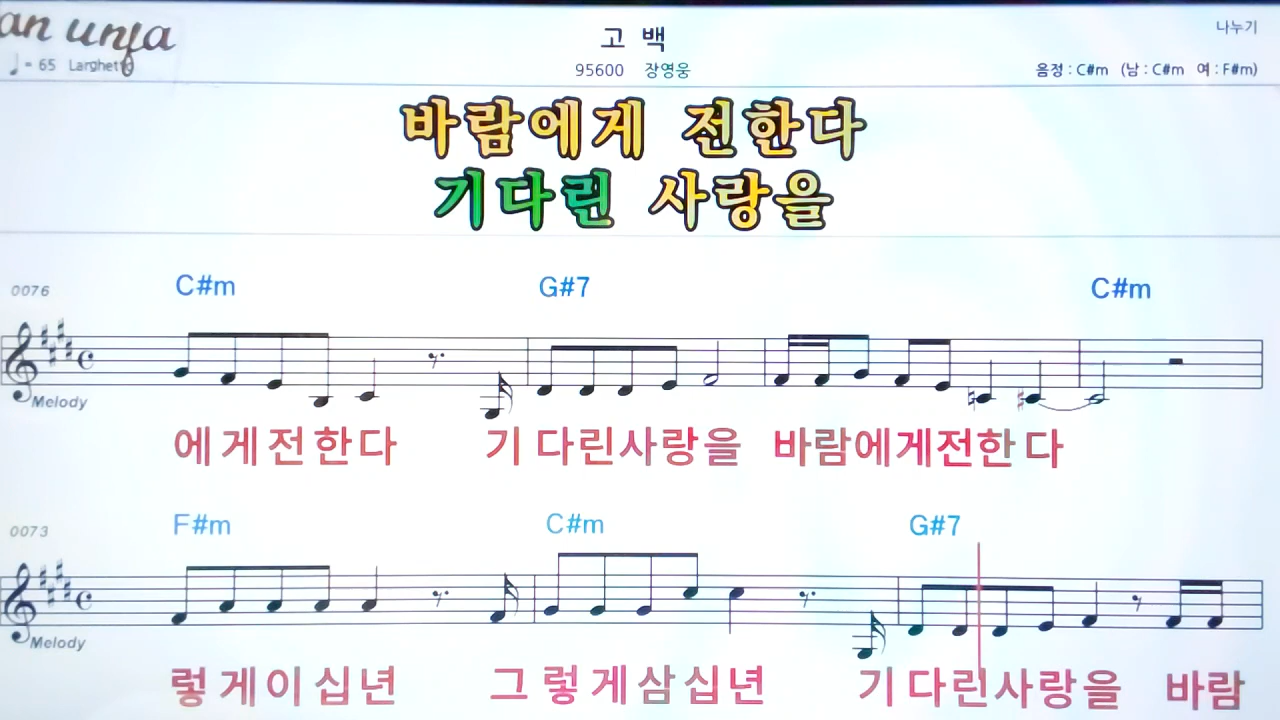 나누기
고 백
♩= 65 Larghetto
95600 장영웅
음정 : C#m (남 : C#m 여 : F#m)
바람에게 전한다
기다린 사랑을
0076
C#m G#7 C#m
Melody
에게전한다 기다린사랑을 바람에게전한다
0073
F#m C#m G#7
Melody
렇게이십년 그렇게삼십년 기다린사랑을 바람